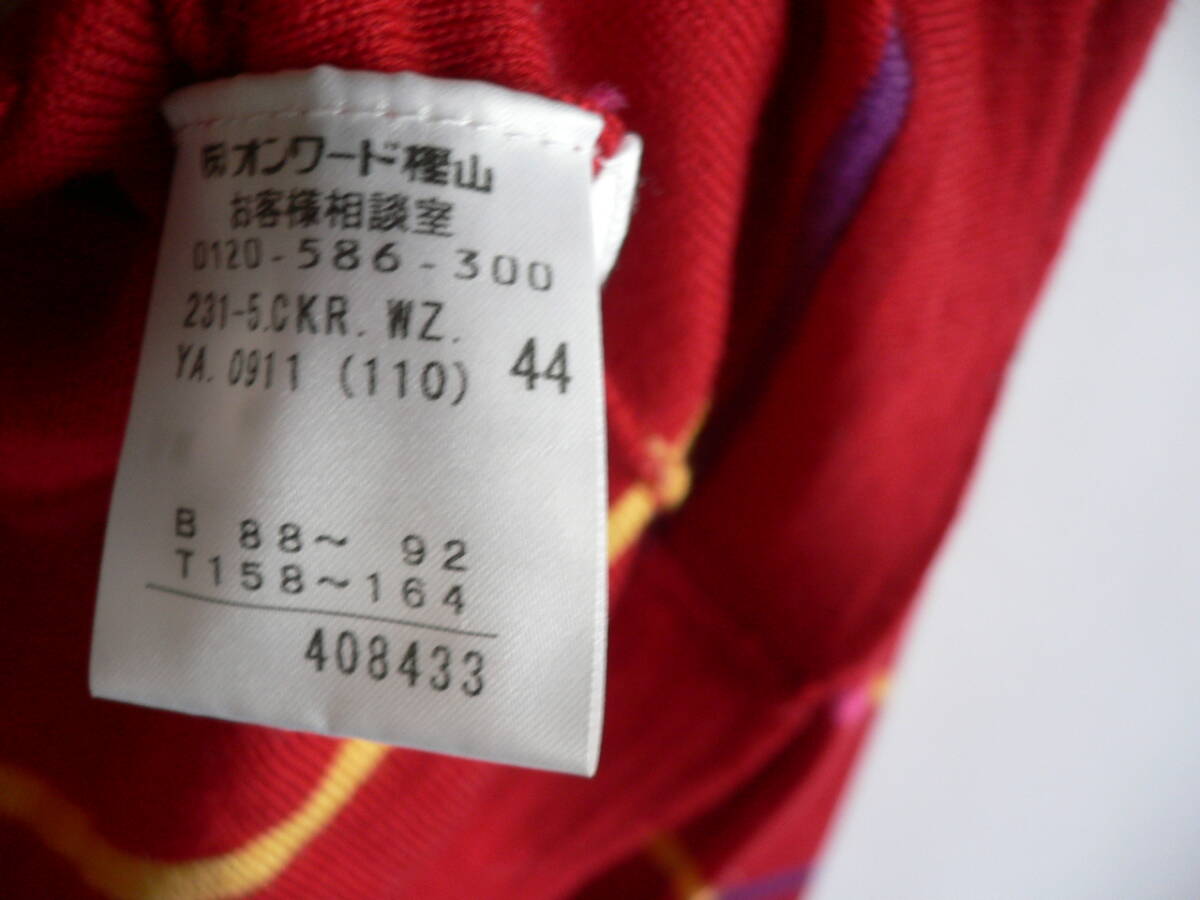 ㈱オンワード樫山
お客様相談室
0120-586-300
231-5.CKR.WZ.
YA.0911 (110) 44
B 88～ 92
T158～164
408433